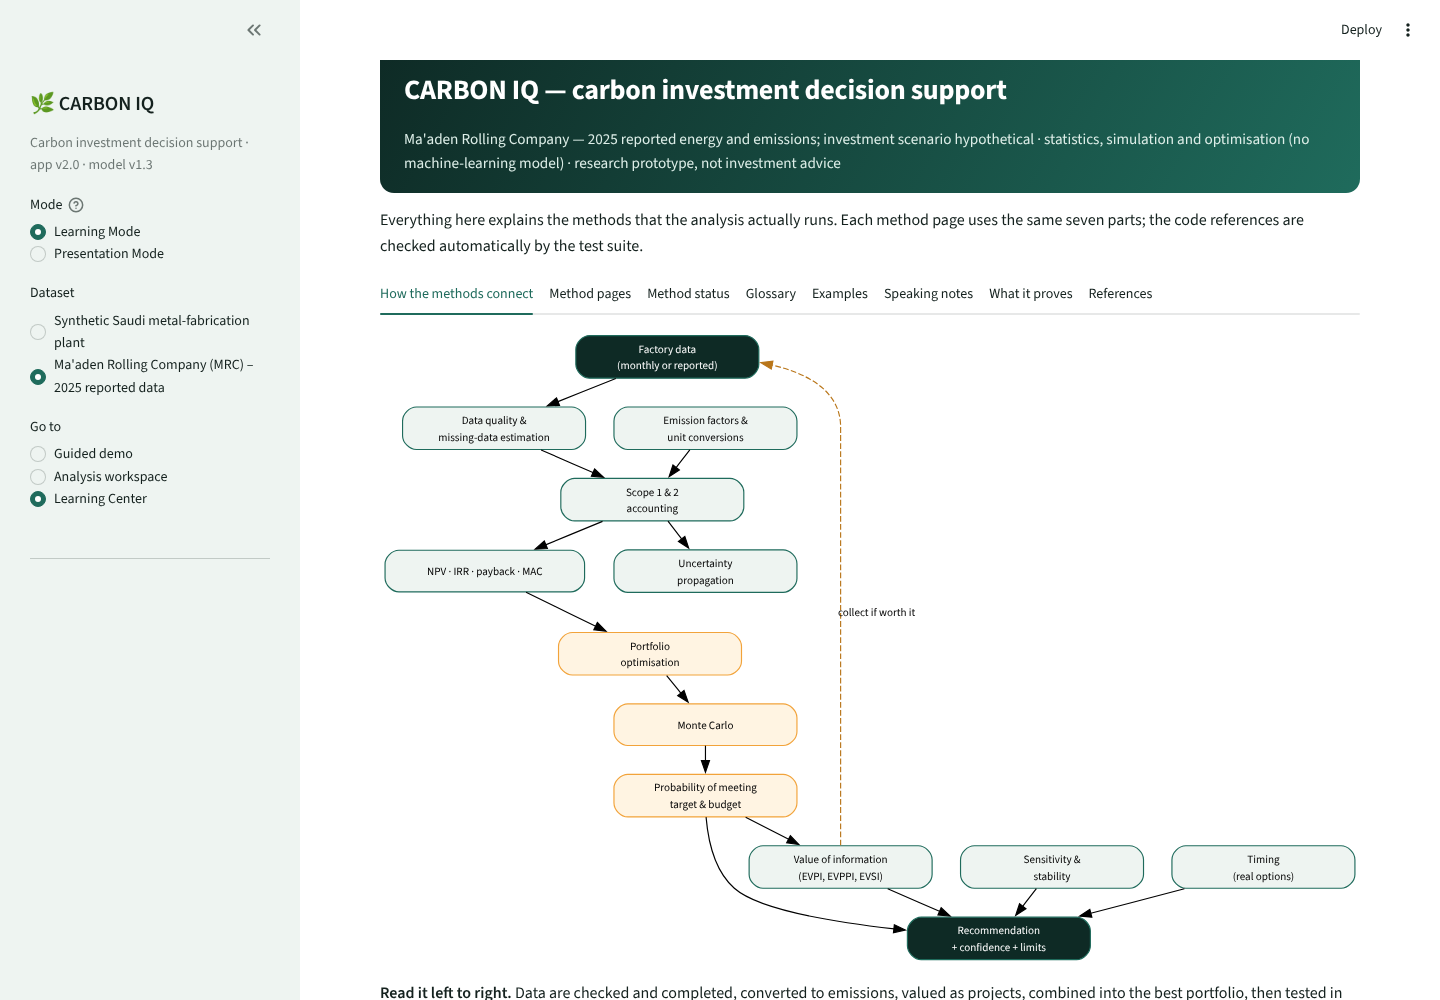 Deploy
🌿 CARBON IQ
Carbon investment decision support ·
app v2.0 · model v1.3
Mode
Learning Mode
Presentation Mode
Dataset
Synthetic Saudi metal-fabrication
plant
Ma'aden Rolling Company (MRC) –
2025 reported data
Go to
Guided demo
Analysis workspace
Learning Center
CARBON IQ — carbon investment decision support
Ma'aden Rolling Company — 2025 reported energy and emissions; investment scenario hypothetical · statistics, simulation and optimisation (no
machine-learning model) · research prototype, not investment advice
Everything here explains the methods that the analysis actually runs. Each method page uses the same seven parts; the code references are
checked automatically by the test suite.
How the methods connect Method pages Method status Glossary Examples Speaking notes What it proves References
Factory data
(monthly or reported)
Data quality &
missing-data estimation
Emission factors &
unit conversions
Scope 1 & 2
accounting
NPV · IRR · payback · MAC
Uncertainty
propagation
collect if worth it
Portfolio
optimisation
Monte Carlo
Probability of meeting
target & budget
Value of information
(EVPI, EVPPI, EVSI)
Sensitivity &
stability
Timing
(real options)
Recommendation
+ confidence + limits
Read it left to right. Data are checked and completed, converted to emissions, valued as projects, combined into the best portfolio, then tested in